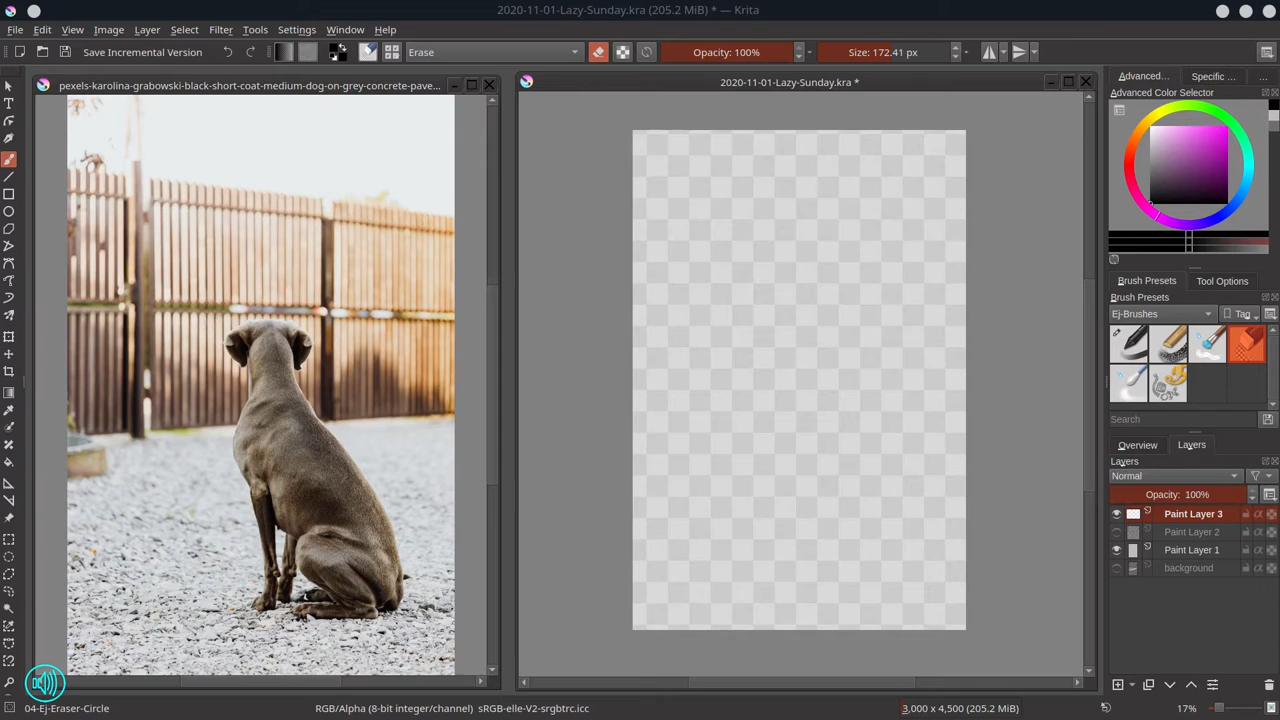 2020-11-01-Lazy-Sunday.kra (205.2 MiB) * — Krita
File Edit View Image Layer Select Filter Tools Settings Window Help
Save Incremental Version
Erase
Opacity: 100%
Size: 172.41 px
pexels-karolina-grabowski-black-short-coat-medium-dog-on-grey-concrete-pave...
2020-11-01-Lazy-Sunday.kra *
Advanced... Specific ... ...
Advanced Color Selector
Brush Presets Tool Options
Brush Presets
Ej-Brushes
Tag
Search
Overview Layers
Layers
Normal
Opacity: 100%
Paint Layer 3
Paint Layer 2
Paint Layer 1
background
04-Ej-Eraser-Circle
RGB/Alpha (8-bit integer/channel) sRGB-elle-V2-srgbtrc.icc
3,000 x 4,500 (205.2 MiB)
17%